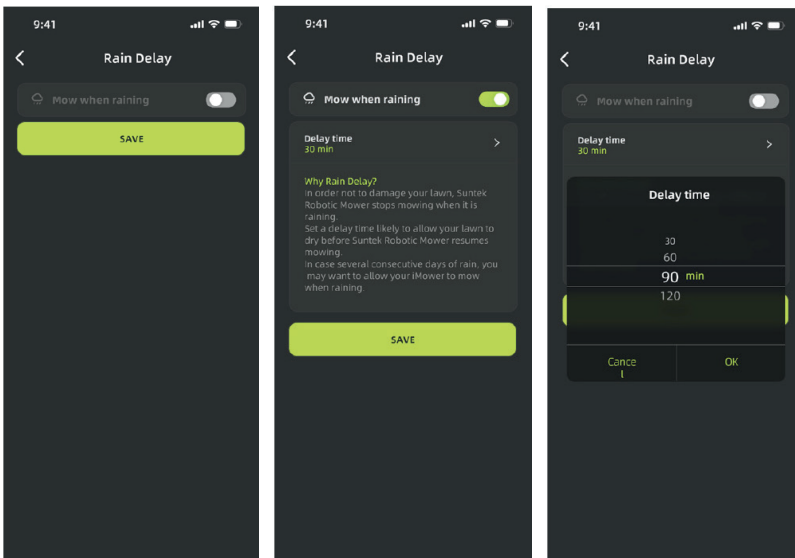 9:41
Rain Delay
Mow when raining
SAVE
9:41
Rain Delay
Mow when raining
Delay time
30 min
Why Rain Delay?
In order not to damage your lawn, Suntek
Robotic Mower stops mowing when it is
raining.
Set a delay time likely to allow your lawn to
dry before Suntek Robotic Mower resumes
mowing.
In case several consecutive days of rain, you
may want to allow your iMower to mow
when raining.
SAVE
9:41
Rain Delay
Mow when raining
Delay time
30 min
Delay time
30
60
90 min
120
Cance
l
OK